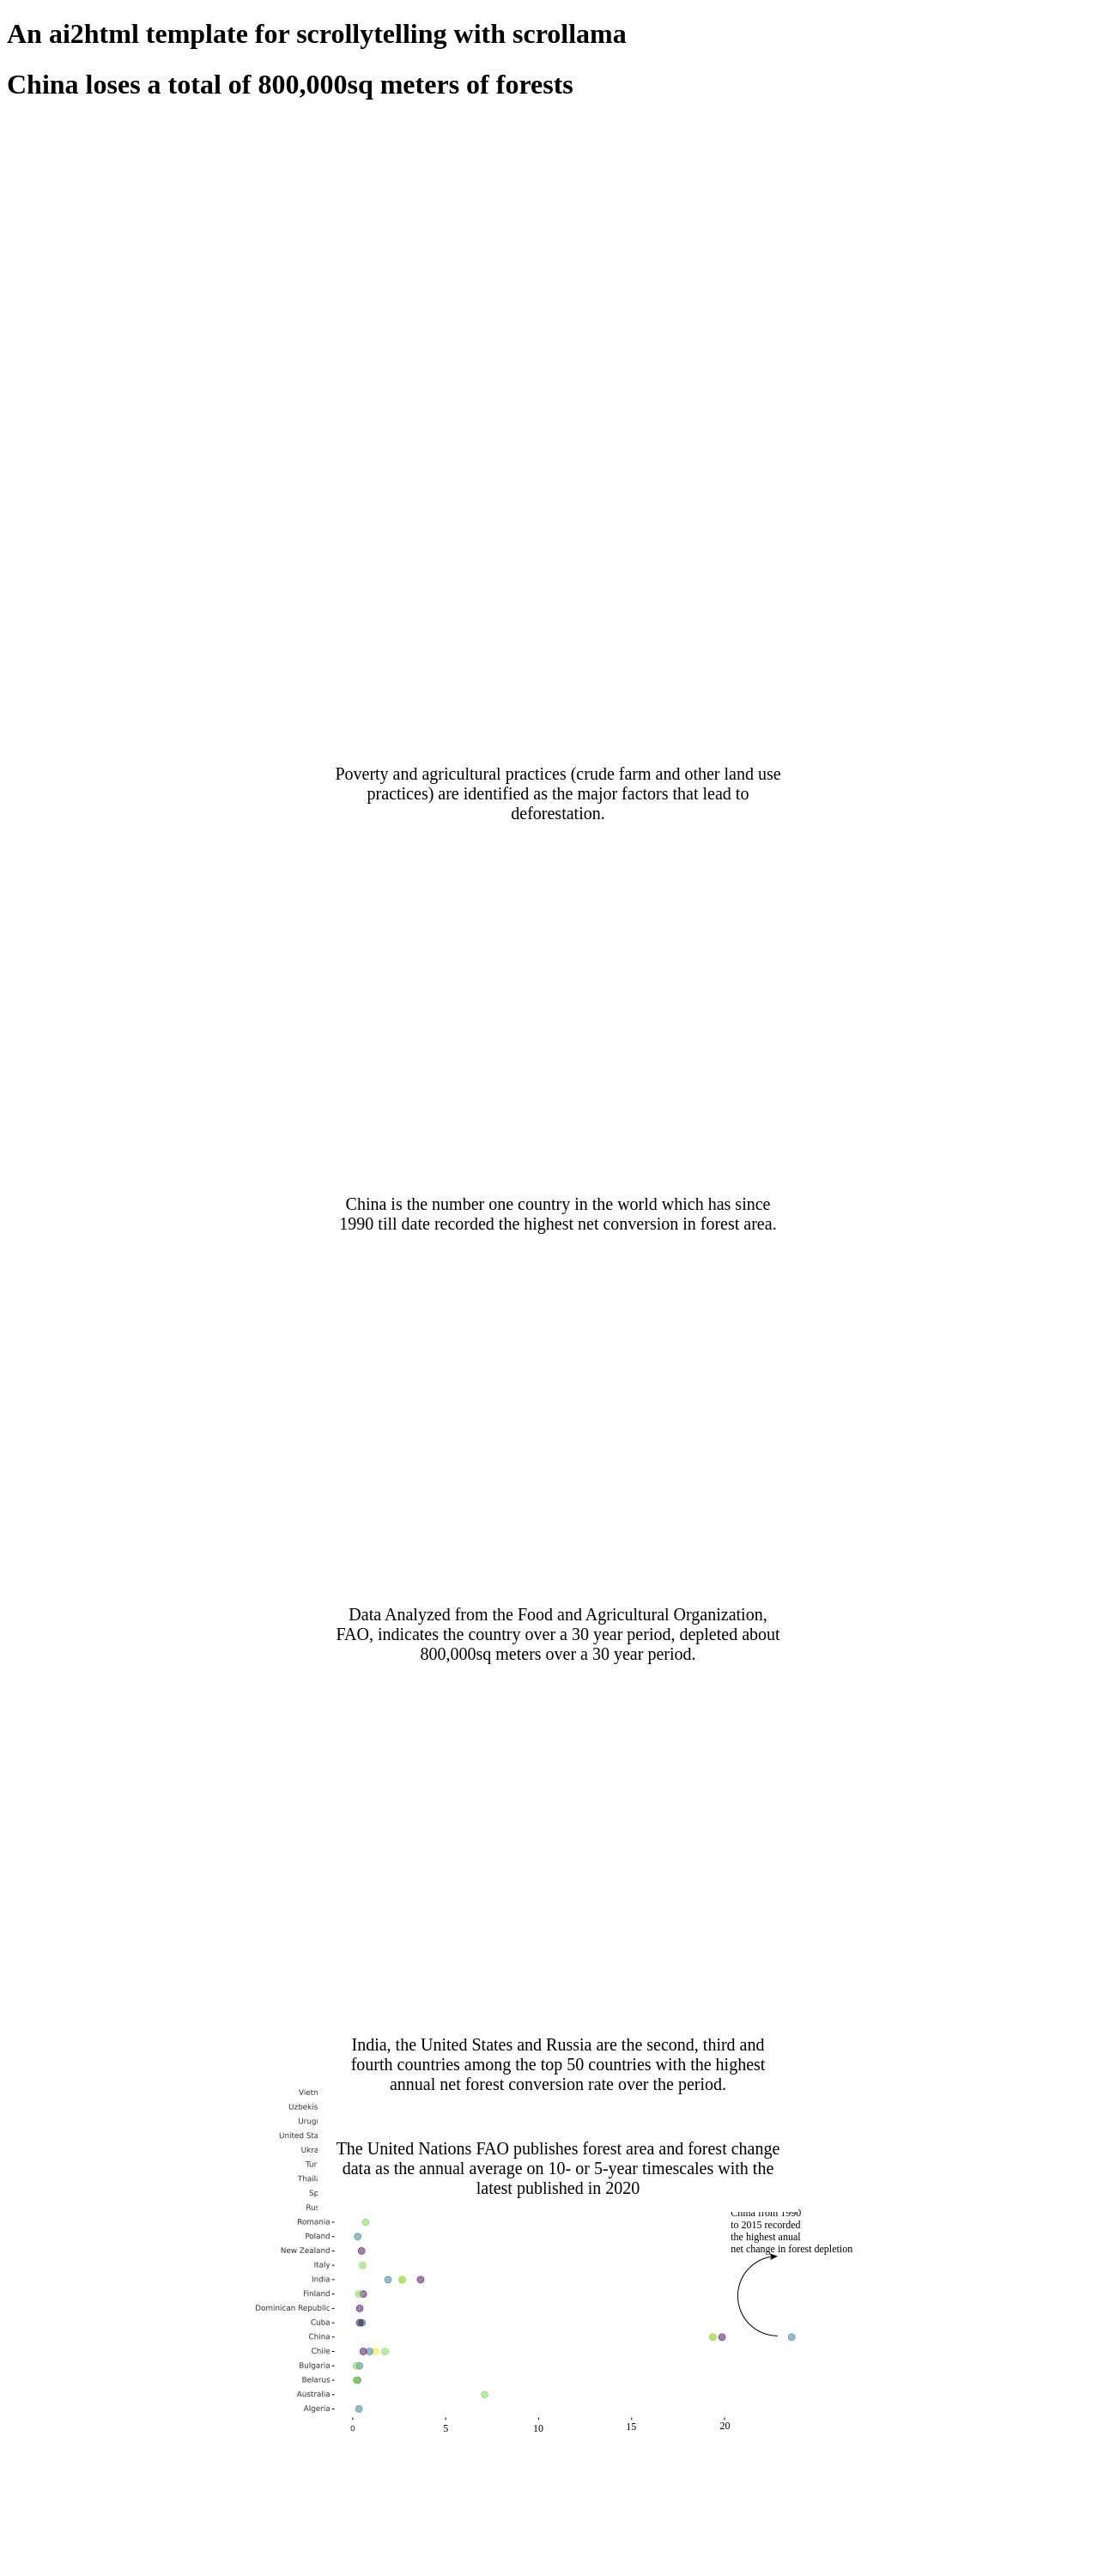 An ai2html template for scrollytelling with scrollama
China loses a total of 800,000sq meters of forests
Poverty and agricultural practices (crude farm and other land use
practices) are identified as the major factors that lead to
deforestation.
China is the number one country in the world which has since
1990 till date recorded the highest net conversion in forest area.
Data Analyzed from the Food and Agricultural Organization,
FAO, indicates the country over a 30 year period, depleted about
800,000sq meters over a 30 year period.
India, the United States and Russia are the second, third and
fourth countries among the top 50 countries with the highest
annual net forest conversion rate over the period.
Vietn
Uzbekis
Urug
United Sta
Ukra
The United Nations FAO publishes forest area and forest change
data as the annual average on 10- or 5-year timescales with the
latest published in 2020
Tur
Thail
Sp
Rus
China from 1990
to 2015 recorded
the highest anual
net change in forest depletion
Romania
Poland
New Zealand
Italy
India
Finland
Dominican Republic
Cuba
China
Chile
Bulgaria
Belarus
Australia
Algeria
0 5 10 15 20